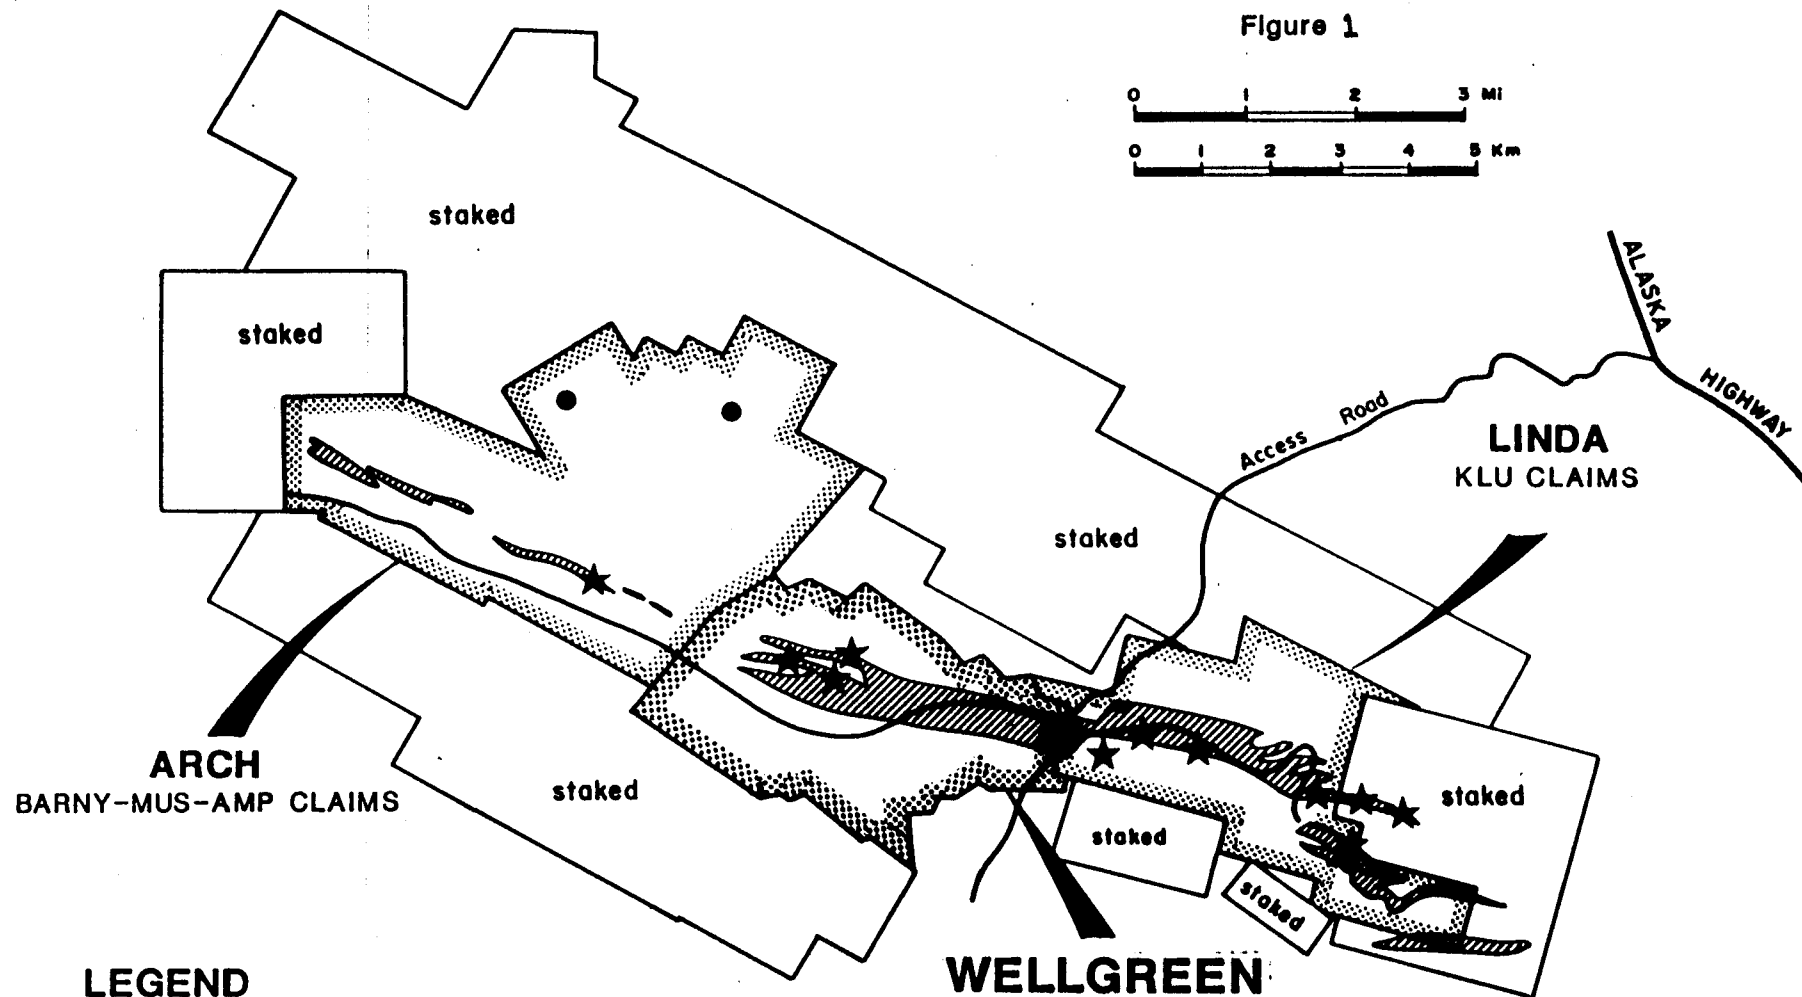 Figure 1
0 1 2 3 Mi
0 1 2 3 4 5 Km
staked
staked
ALASKA
HIGHWAY
Access Road
LINDA
KLU CLAIMS
staked
ARCH
BARNY-MUS-AMP CLAIMS
staked
staked
staked
staked
WELLGREEN
LEGEND